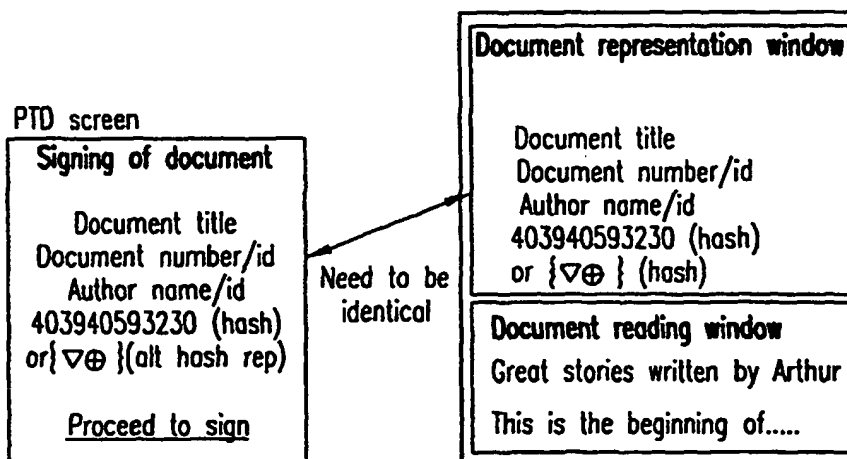 PTD screen
Signing of document
Document title
Document number/id
Author name/id
403940593230 (hash)
or{ ▽⊕ }(alt hash rep)
Proceed to sign
Need to be
identical
Document representation window
Document title
Document number/id
Author name/id
403940593230 (hash)
or { ▽⊕ } (hash)
Document reading window
Great stories written by Arthur
This is the beginning of.....